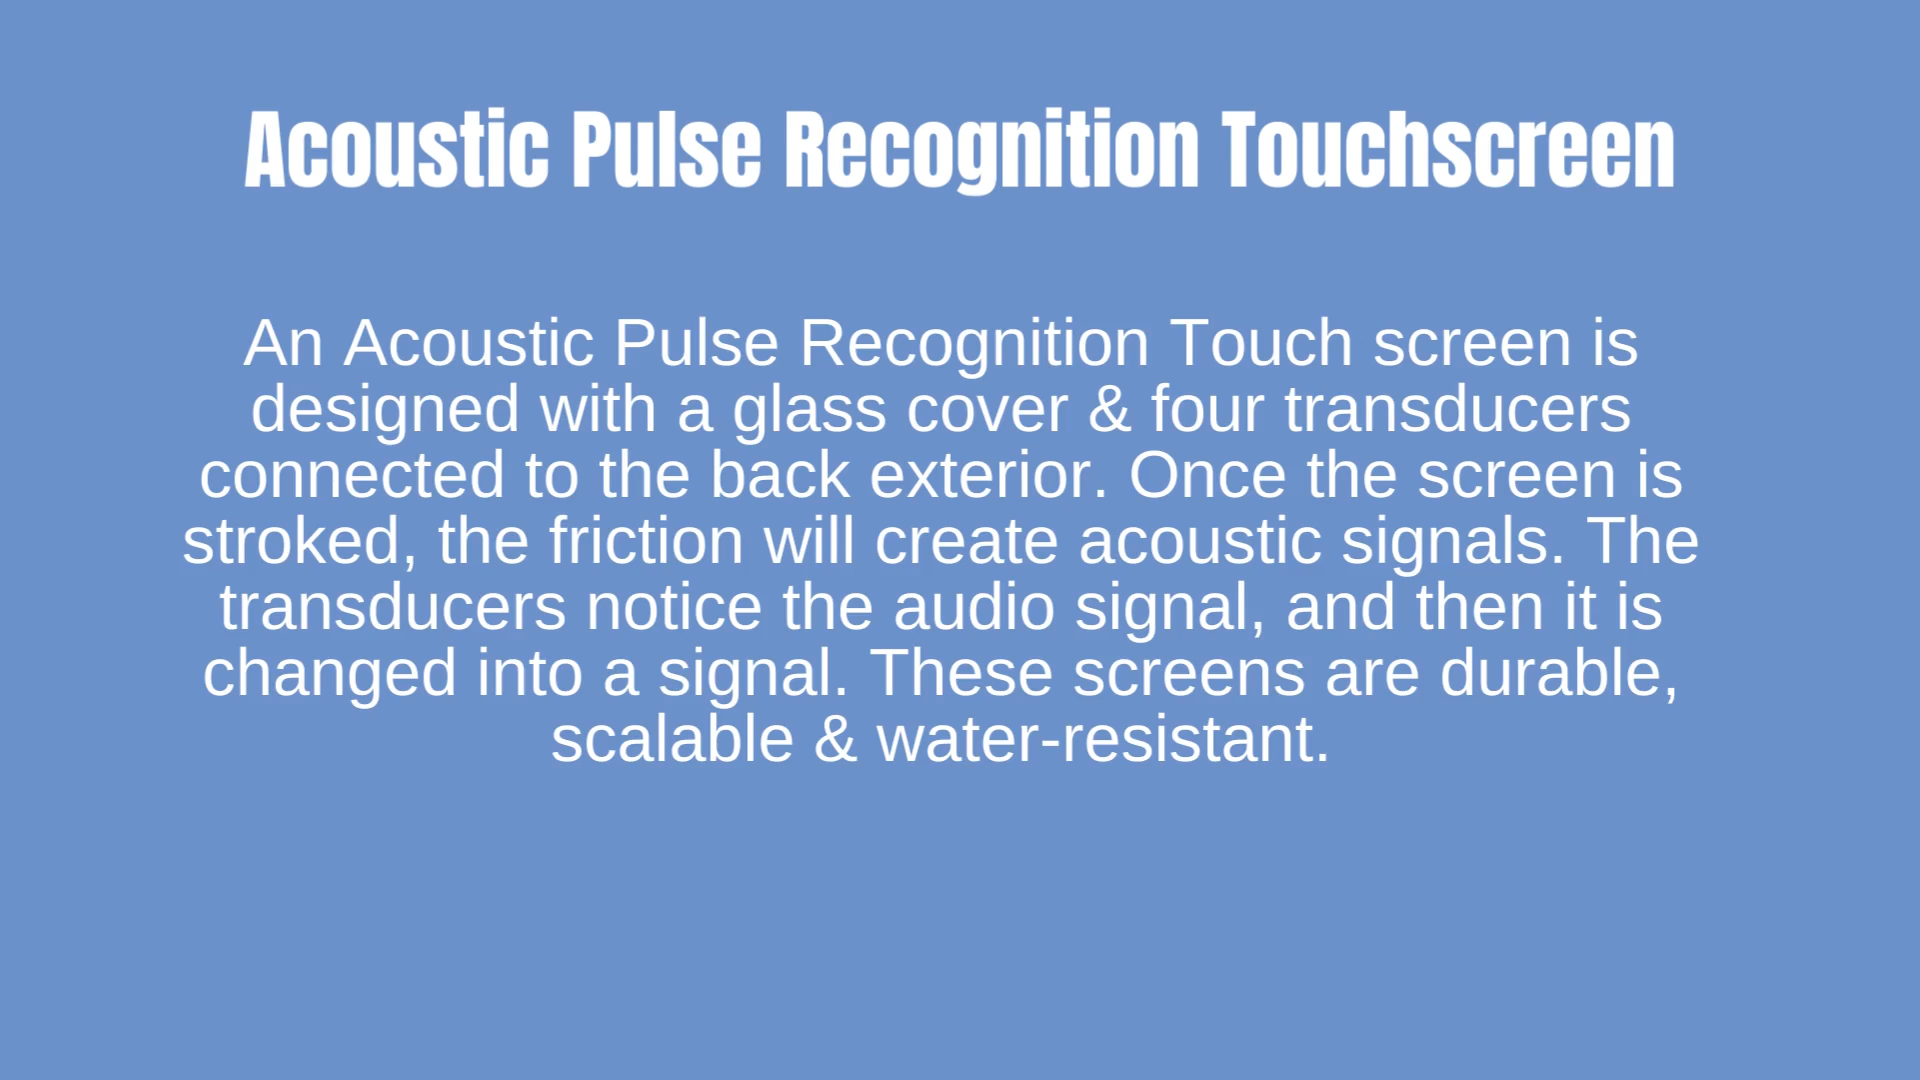 Acoustic Pulse Recognition Touchscreen
An Acoustic Pulse Recognition Touch screen is
designed with a glass cover & four transducers
connected to the back exterior. Once the screen is
stroked, the friction will create acoustic signals. The
transducers notice the audio signal, and then it is
changed into a signal. These screens are durable,
scalable & water-resistant.